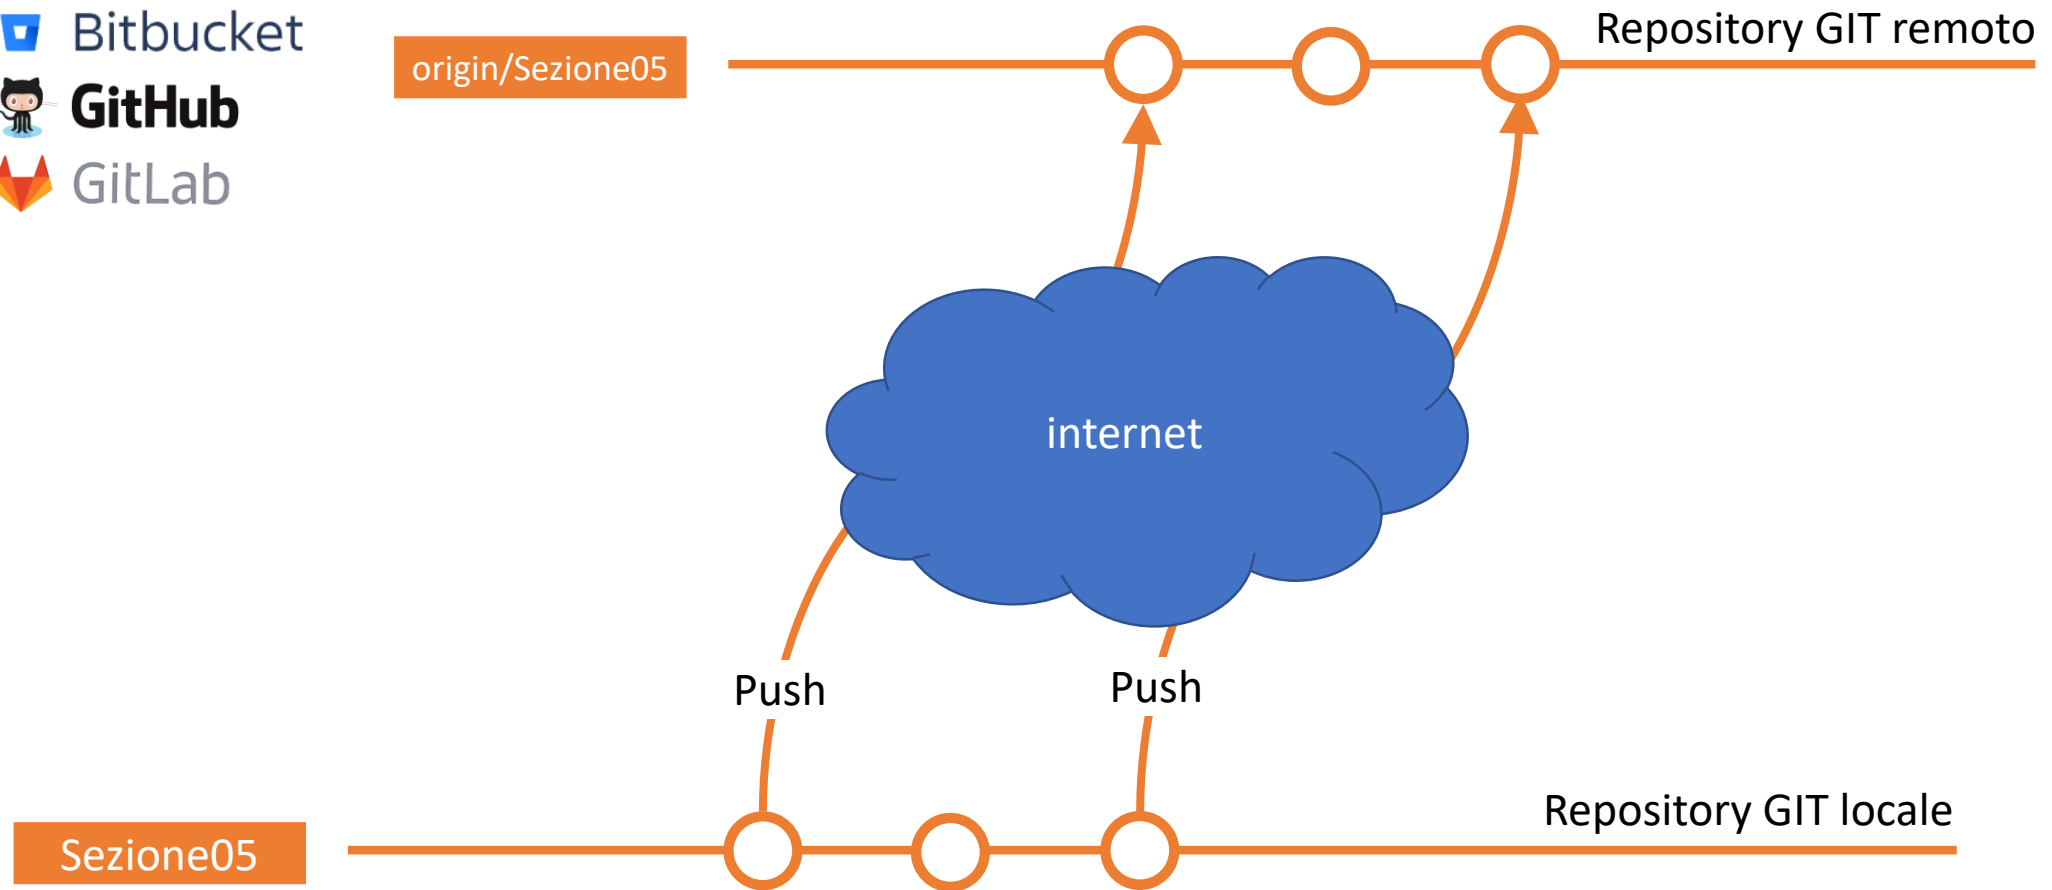 Bitbucket
GitHub
GitLab
origin/Sezione05
Repository GIT remoto
internet
Push
Push
Repository GIT locale
Sezione05